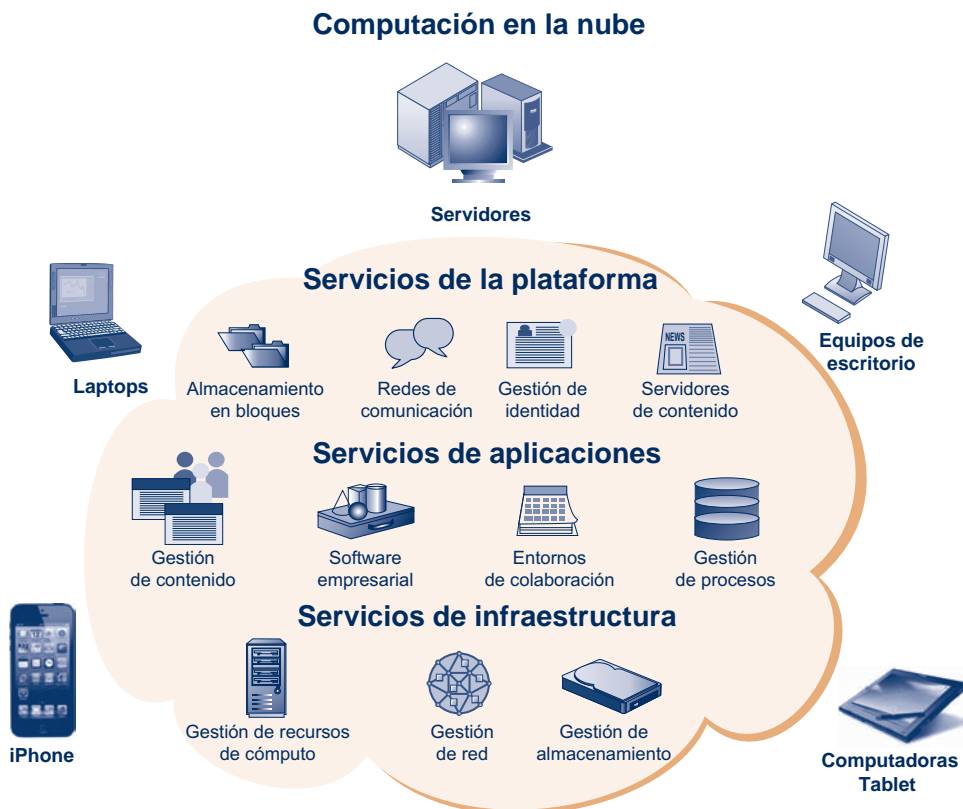 Computación en la nube
Servidores
Servicios de la plataforma
Laptops
Equipos de
escritorio
NEWS
Almacenamiento
en bloques
Redes de
comunicación
Gestión de
identidad
Servidores
de contenido
Servicios de aplicaciones
Gestión
de contenido
Software
empresarial
Entornos
de colaboración
Gestión
de procesos
Servicios de infraestructura
Gestión de recursos
de cómputo
Gestión
de red
Gestión de
almacenamiento
iPhone
Computadoras
Tablet